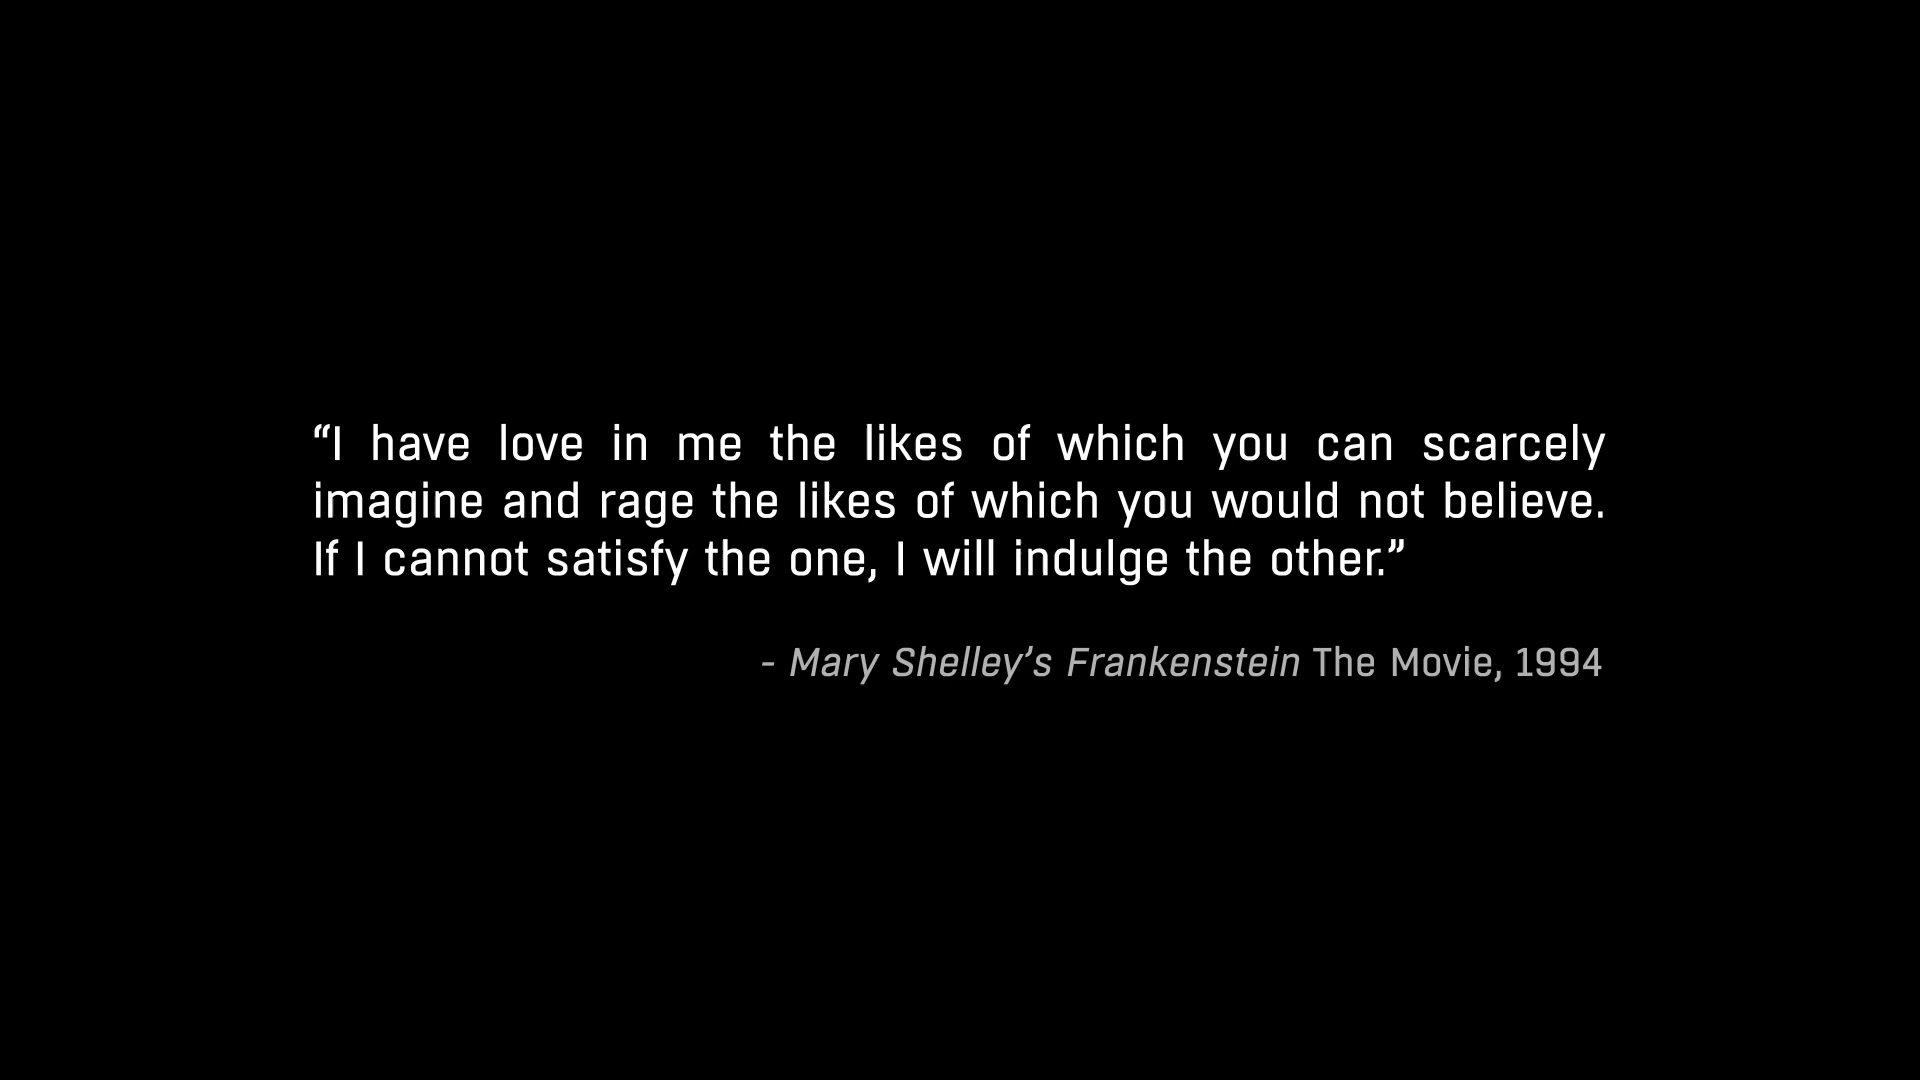 “I have love in me the likes of which you can scarcely
imagine and rage the likes of which you would not believe.
If I cannot satisfy the one, I will indulge the other.”
- Mary Shelley’s Frankenstein The Movie, 1994